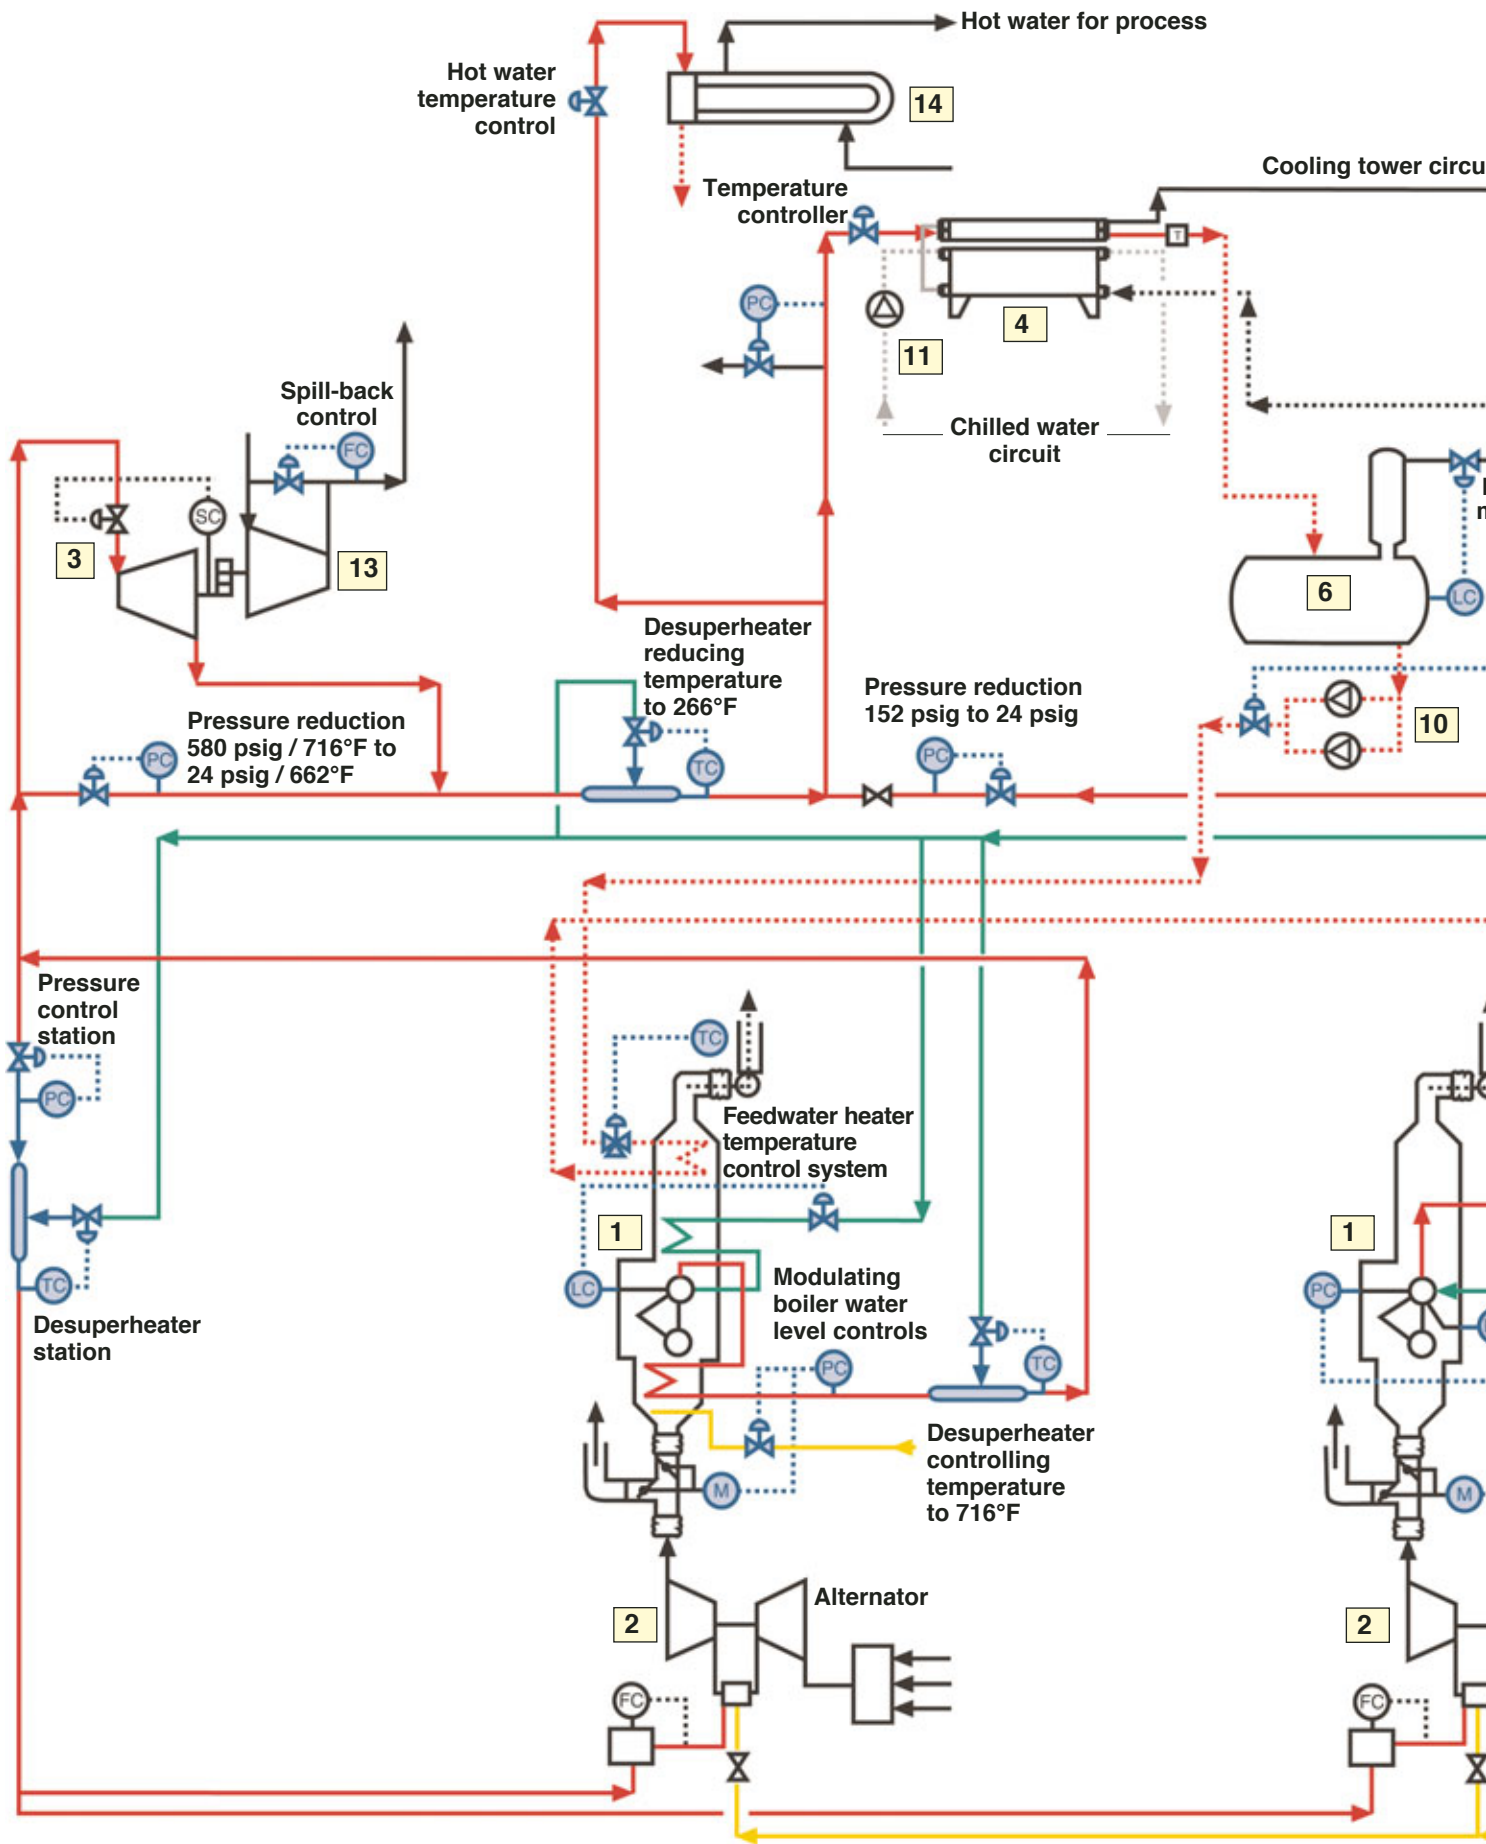 Hot water for process
Hot water
temperature
control
14
Cooling tower circu
Temperature
controller
T
PC
4
11
Chilled water
circuit
Spill-back
control
FC
SC
3
13
6
LC
Desuperheater
reducing
temperature
to 266°F
Pressure reduction
152 psig to 24 psig
Pressure reduction
580 psig / 716°F to
24 psig / 662°F
PC
TC
PC
10
Pressure
control
station
PC
TC
Desuperheater
station
TC
Feedwater heater
temperature
control system
1
LC
Modulating
boiler water
level controls
PC
TC
Desuperheater
controlling
temperature
to 716°F
M
1
PC
M
2
Alternator
FC
2
FC